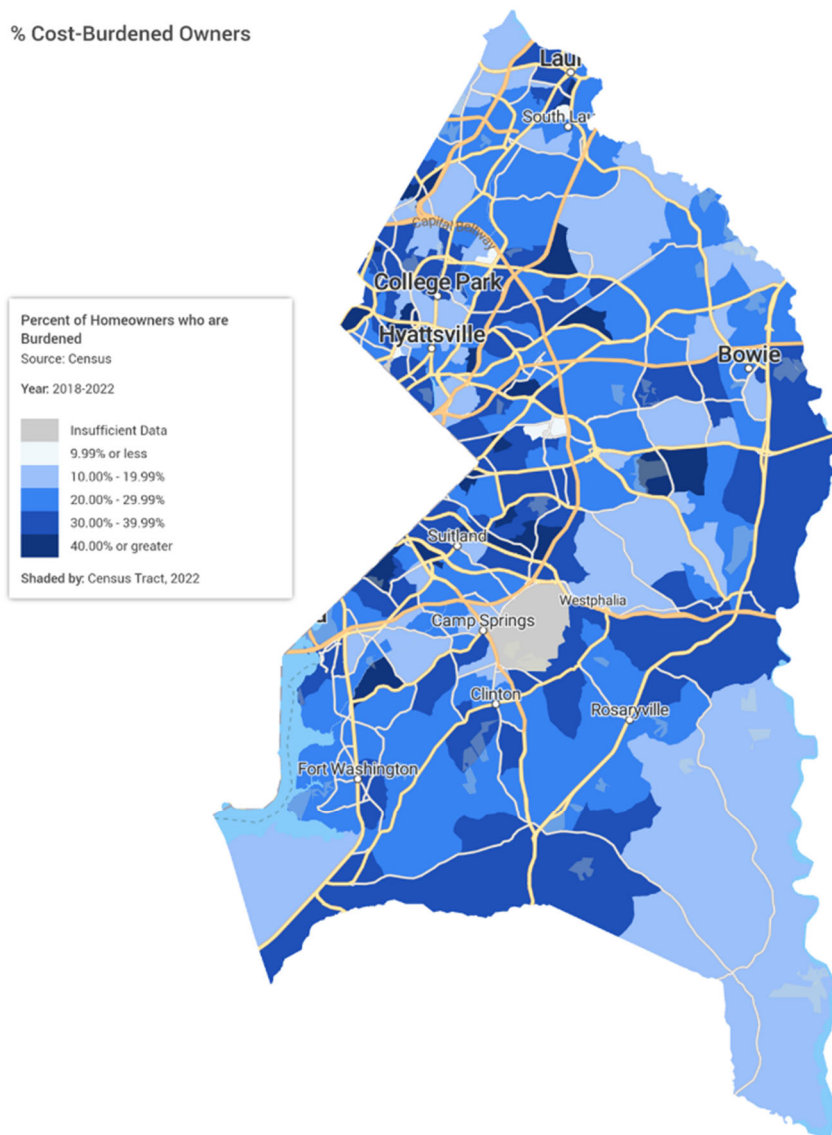 % Cost-Burdened Owners
Laur
South Lau
Capital Beltway
College Park
Percent of Homeowners who are
Burdened
Source: Census
Year: 2018-2022
Insufficient Data
9.99% or less
10.00% - 19.99%
20.00% - 29.99%
30.00% - 39.99%
40.00% or greater
Shaded by: Census Tract, 2022
Hyattsville
Bowie
Suitland
Westphalia
Camp Springs
Clinton
Rosaryville
Fort Washington